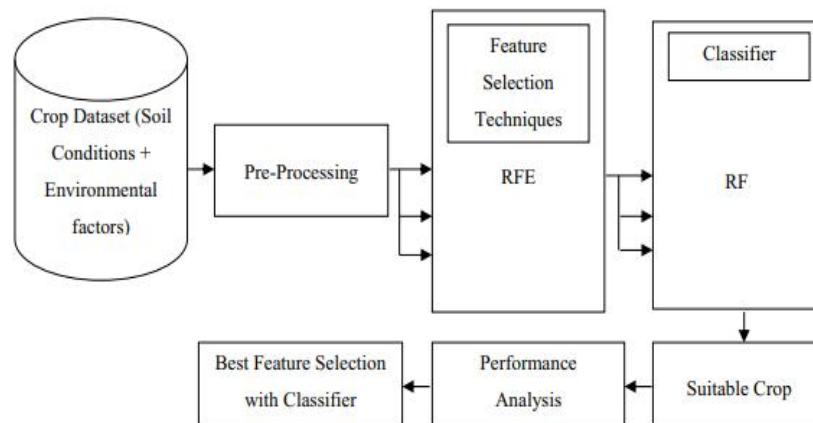 Crop Dataset (Soil
Conditions +
Environmental
factors)
Pre-Processing
Feature
Selection
Techniques
RFE
Classifier
RF
Suitable Crop
Performance
Analysis
Best Feature Selection
with Classifier